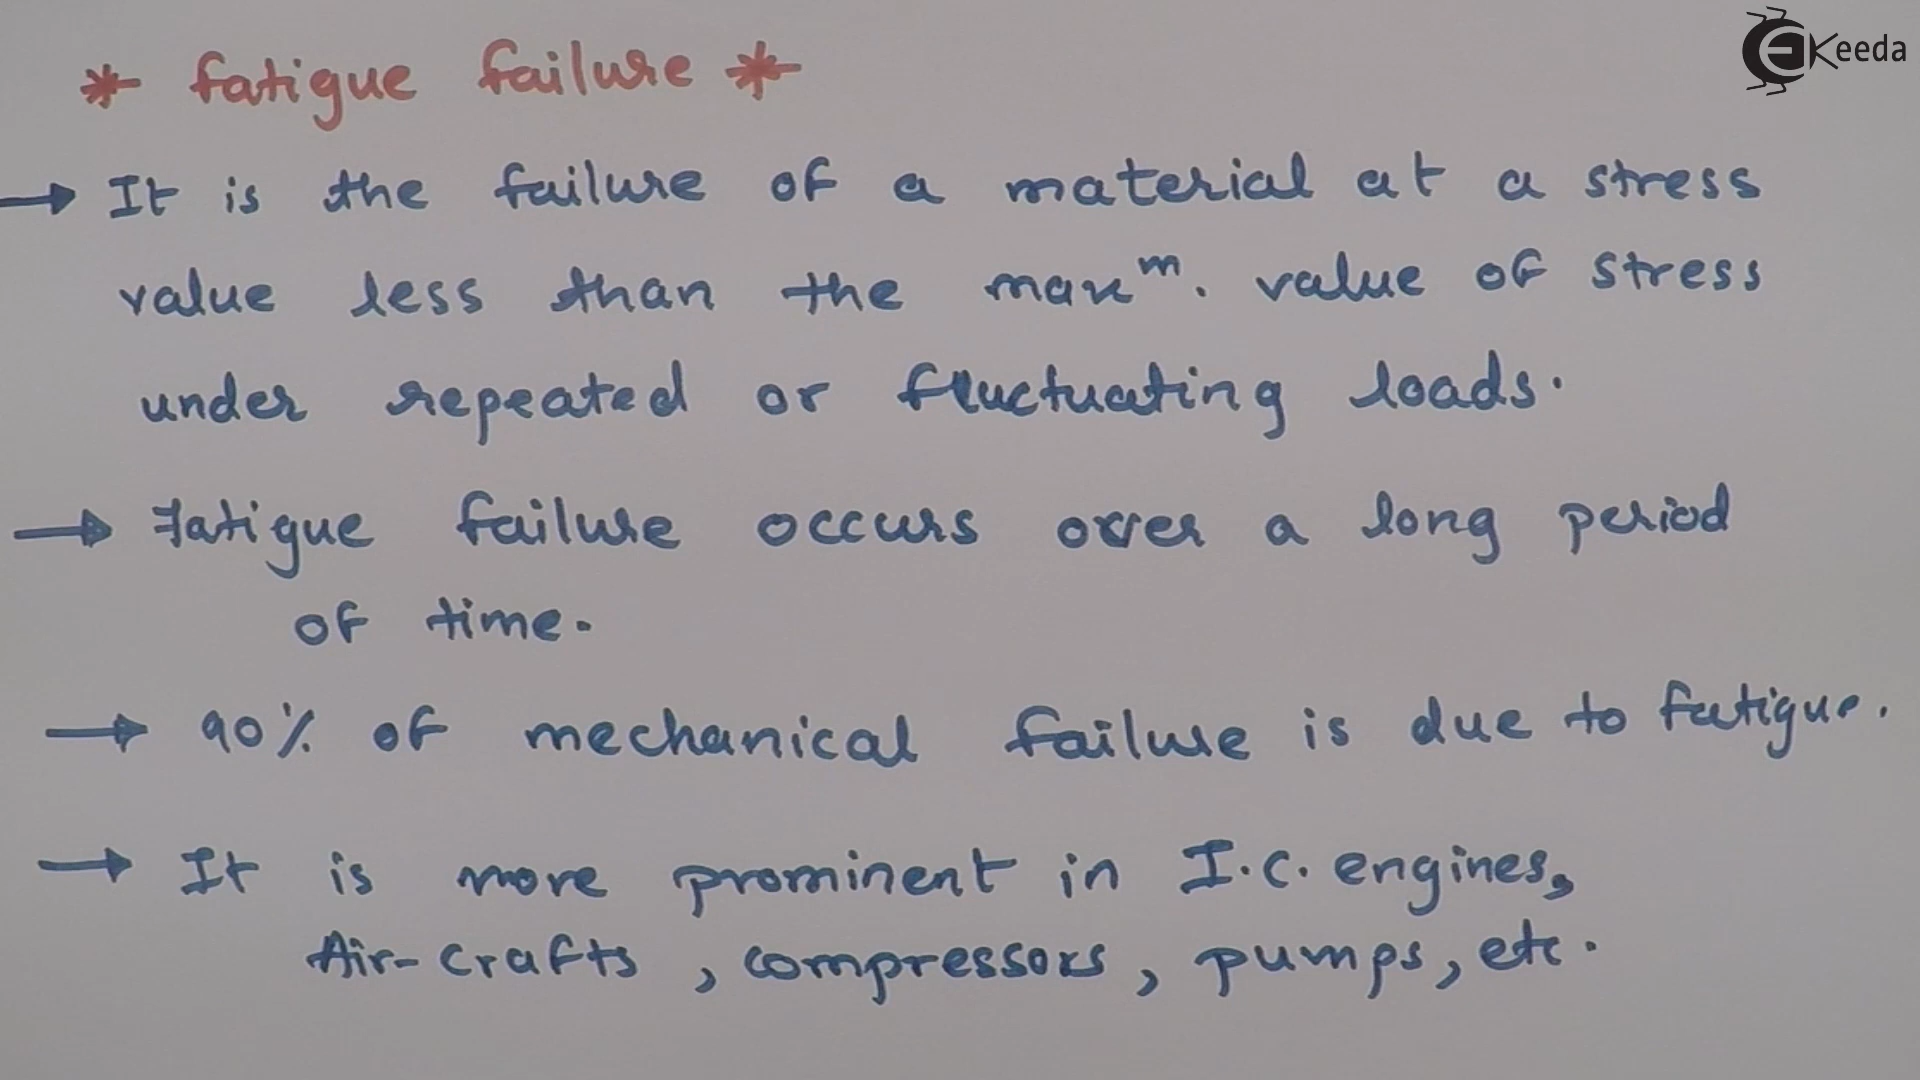 * fatigue failure *
EKeeda
→ It is the failure of a material at a stress
value less than the maxᵐ. value of stress
under repeated or fluctuating loads.
→ Fatigue failure occurs over a long period
of time.
→ 90% of mechanical failure is due to fatigue.
→ It is more prominent in I.C. engines,
Air-crafts, compressors, pumps, etc.